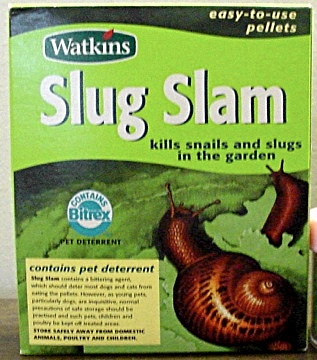 easy-to-use
pellets
Watkins
Slug Slam
kills snails and slugs
in the garden
CONTAINS
Bitrex
PET DETERRENT
contains pet deterrent
Slug Slam contains a bittering agent,
which should deter most dogs and cats from
eating the pellets. However, as young pets,
particularly dogs, are inquisitive, normal
precautions of safe storage should be
practised and such pets, children and
poultry be kept off treated areas.
STORE SAFELY AWAY FROM DOMESTIC
ANIMALS, POULTRY AND CHILDREN.